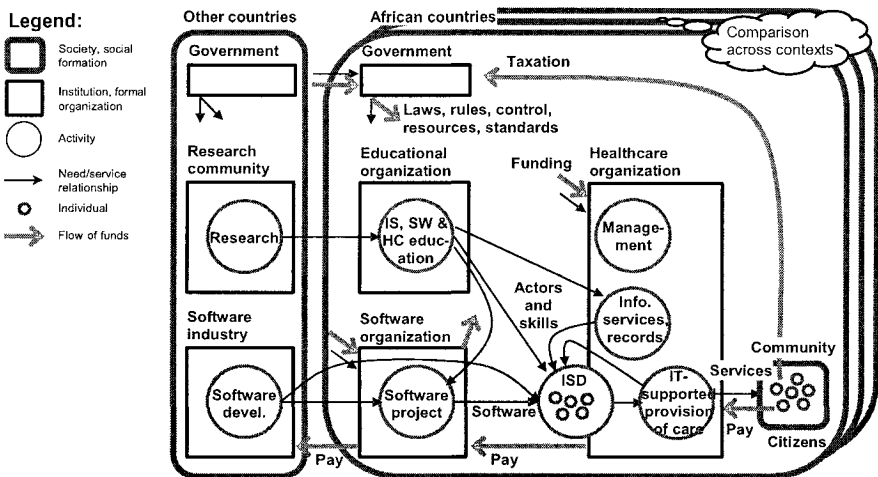 Legend:
Society, social
formation
Institution, formal
organization
Activity
Need/service
relationship
Individual
Flow of funds
Other countries
African countries
Comparison
across contexts
Government
Government
Taxation
Laws, rules, control,
resources, standards
Research
community
Educational
organization
Funding
Healthcare
organization
Research
IS, SW &
HC educ-
ation
Manage-
ment
Actors
and
skills
Info.
services,
records
Software
industry
Software
organization
Community
Software
devel.
Software
project
Software
ISD
IT-
supported
provision
of care
Services
Pay
Citizens
Pay
Pay